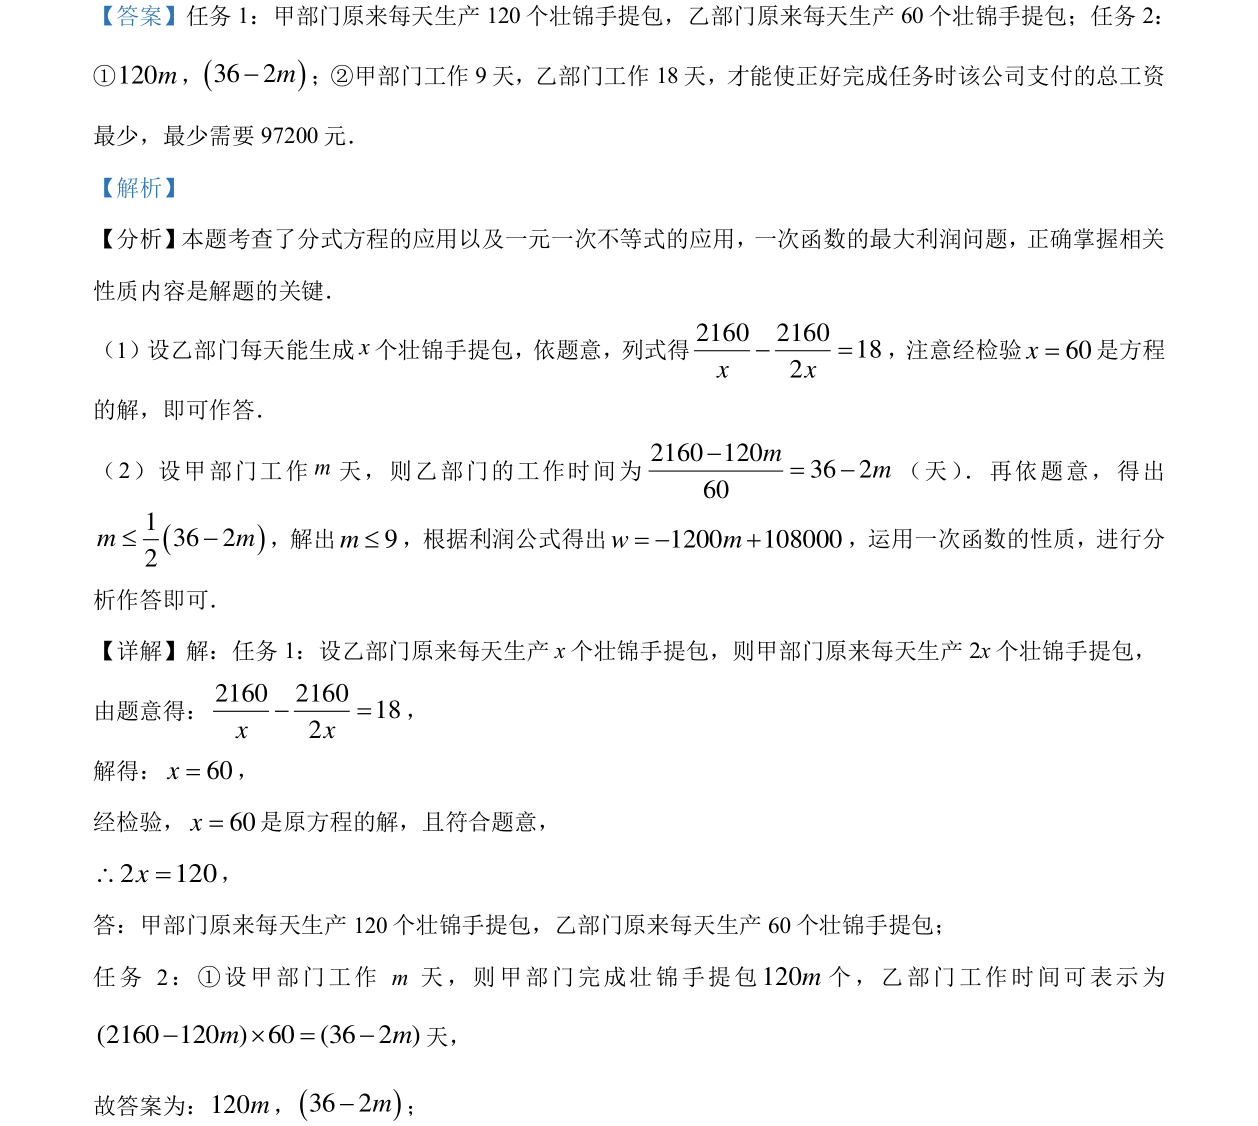 【答案】任务 1：甲部门原来每天生产 120 个壮锦手提包，乙部门原来每天生产 60 个壮锦手提包；任务 2：
①120m，(36－2m)；②甲部门工作 9 天，乙部门工作 18 天，才能使正好完成任务时该公司支付的总工资
最少，最少需要 97200 元．
【解析】
【分析】本题考查了分式方程的应用以及一元一次不等式的应用，一次函数的最大利润问题，正确掌握相关
性质内容是解题的关键．
（1）设乙部门每天能生成 x 个壮锦手提包，依题意，列式得 2160/x － 2160/2x ＝18，注意经检验 x＝60 是方程
的解，即可作答．
（2）设甲部门工作 m 天，则乙部门的工作时间为 (2160－120m)/60 ＝36－2m（天）．再依题意，得出
m ≤ 1/2 (36－2m)，解出 m ≤ 9，根据利润公式得出 w＝－1200m＋108000，运用一次函数的性质，进行分
析作答即可．
【详解】解：任务 1：设乙部门原来每天生产 x 个壮锦手提包，则甲部门原来每天生产 2x 个壮锦手提包，
由题意得：2160/x － 2160/2x ＝18，
解得：x＝60，
经检验，x＝60 是原方程的解，且符合题意，
∴2x＝120，
答：甲部门原来每天生产 120 个壮锦手提包，乙部门原来每天生产 60 个壮锦手提包；
任务 2：①设甲部门工作 m 天，则甲部门完成壮锦手提包 120m 个，乙部门工作时间可表示为
(2160－120m)×60＝(36－2m) 天，
故答案为：120m，(36－2m)；